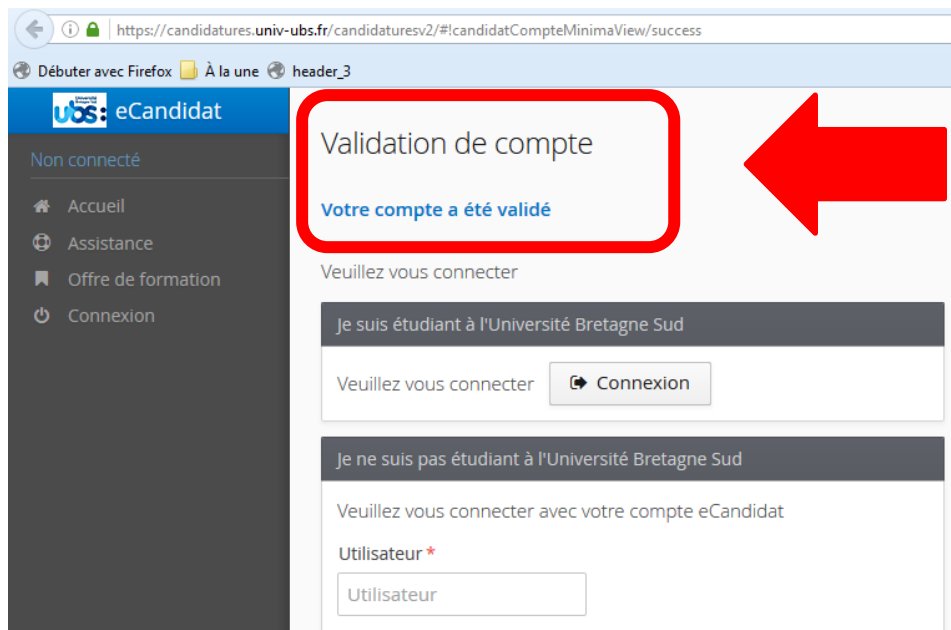 https://candidatures.univ-ubs.fr/candidaturesv2/#!candidatCompteMinimaView/success
Débuter avec Firefox À la une header_3
ubs: eCandidat
Non connecté
Accueil
Assistance
Offre de formation
Connexion
Validation de compte
Votre compte a été validé
Veuillez vous connecter
Je suis étudiant à l'Université Bretagne Sud
Veuillez vous connecter Connexion
Je ne suis pas étudiant à l'Université Bretagne Sud
Veuillez vous connecter avec votre compte eCandidat
Utilisateur *
Utilisateur